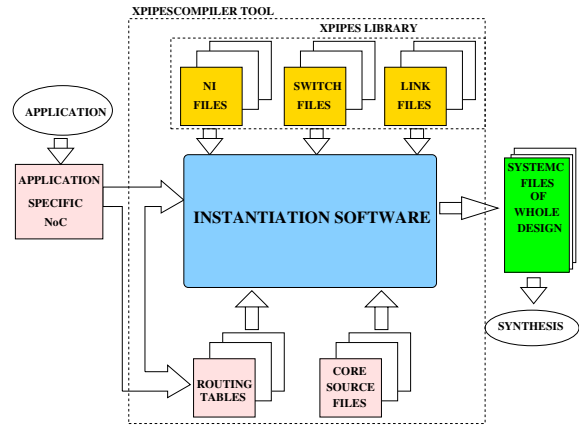 XPIPESCOMPILER TOOL
XPIPES LIBRARY
NI
FILES
SWITCH
FILES
LINK
FILES
APPLICATION
APPLICATION
SPECIFIC
NoC
INSTANTIATION SOFTWARE
SYSTEMC
FILES
OF
WHOLE
DESIGN
SYNTHESIS
ROUTING
TABLES
CORE
SOURCE
FILES